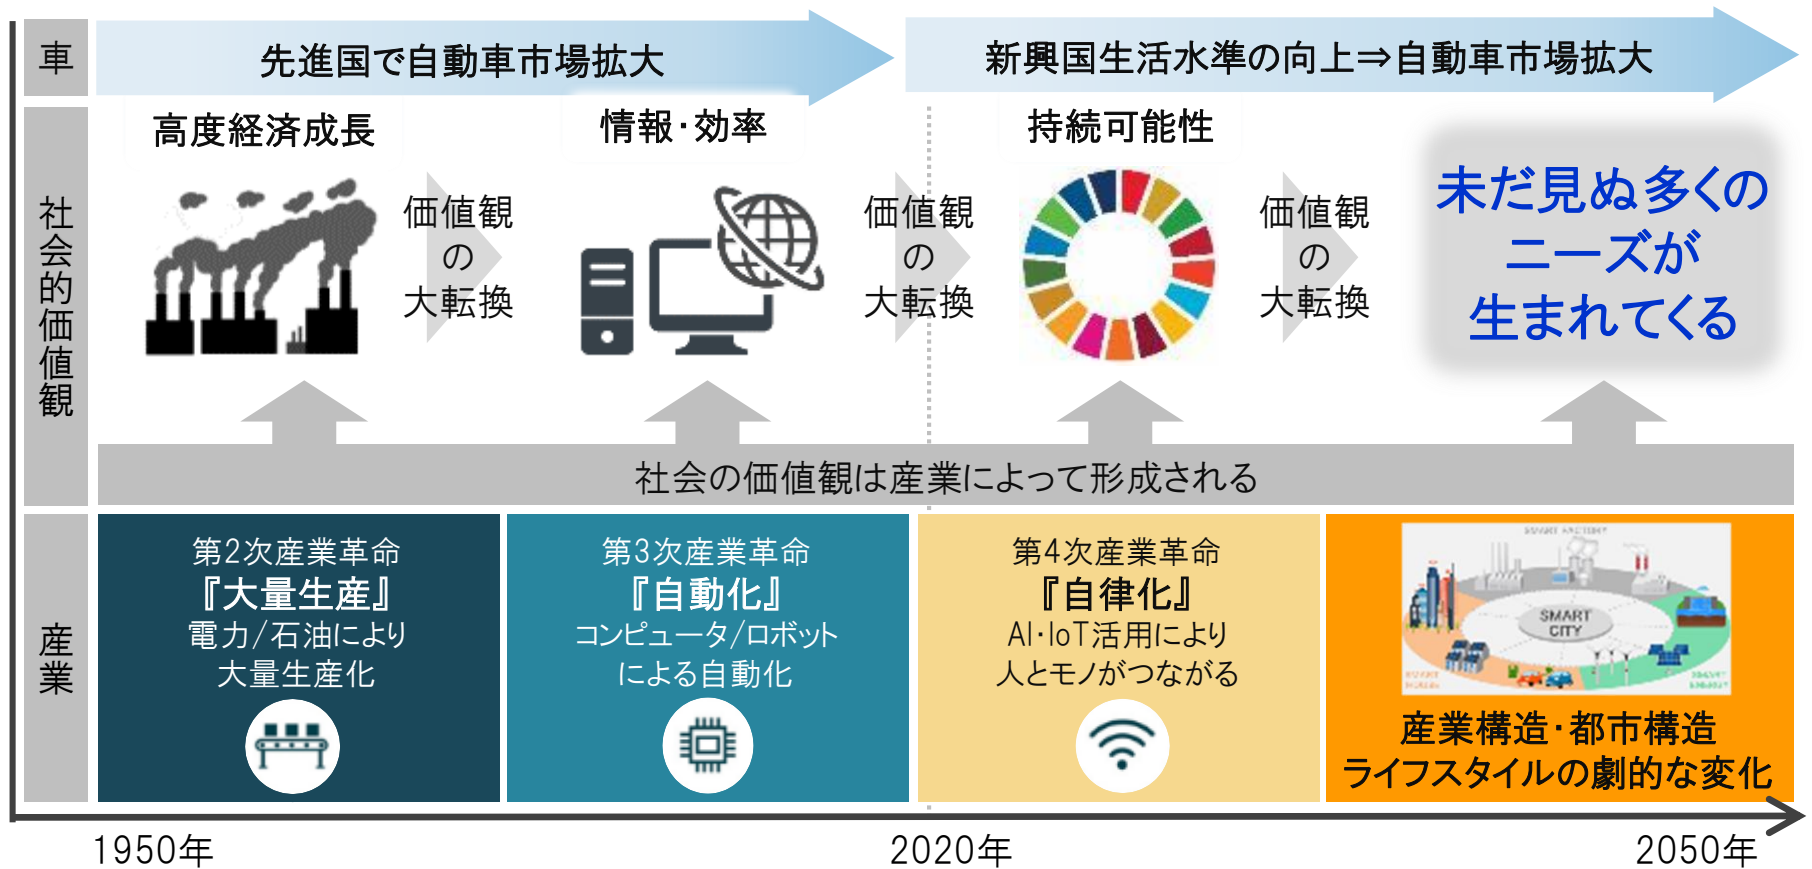 車
先進国で自動車市場拡大
新興国生活水準の向上⇒自動車市場拡大
社会的価値観
高度経済成長
価値観
の
大転換
情報・効率
価値観
の
大転換
持続可能性
価値観
の
大転換
未だ見ぬ多くの
ニーズが
生まれてくる
社会の価値観は産業によって形成される
産業
第2次産業革命
『大量生産』
電力/石油により
大量生産化
第3次産業革命
『自動化』
コンピュータ/ロボット
による自動化
第4次産業革命
『自律化』
AI・IoT活用により
人とモノがつながる
SMART FACTORY
SMART
CITY
SMART
HOUSE
SMART
ENERGY
産業構造・都市構造
ライフスタイルの劇的な変化
1950年
2020年
2050年